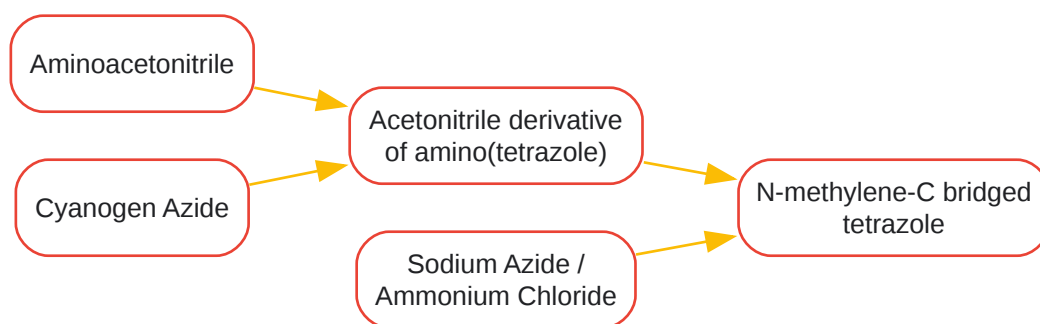 Aminoacetonitrile
Cyanogen Azide
Acetonitrile derivative
of amino(tetrazole)
Sodium Azide /
Ammonium Chloride
N-methylene-C bridged
tetrazole